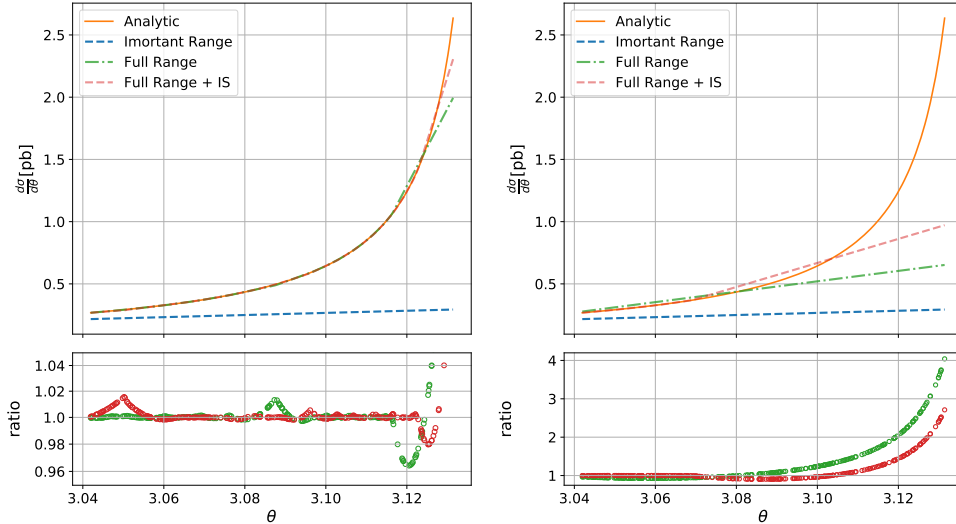 Analytic
Imortant Range
Full Range
Full Range + IS
2.5
2.0
1.5
1.0
0.5
dσ/dθ[pb]
1.04
1.02
1.00
0.98
0.96
ratio
3.04
3.06
3.08
3.10
3.12
θ
Analytic
Imortant Range
Full Range
Full Range + IS
2.5
2.0
1.5
1.0
0.5
dσ/dθ[pb]
4
3
2
1
ratio
3.04
3.06
3.08
3.10
3.12
θ